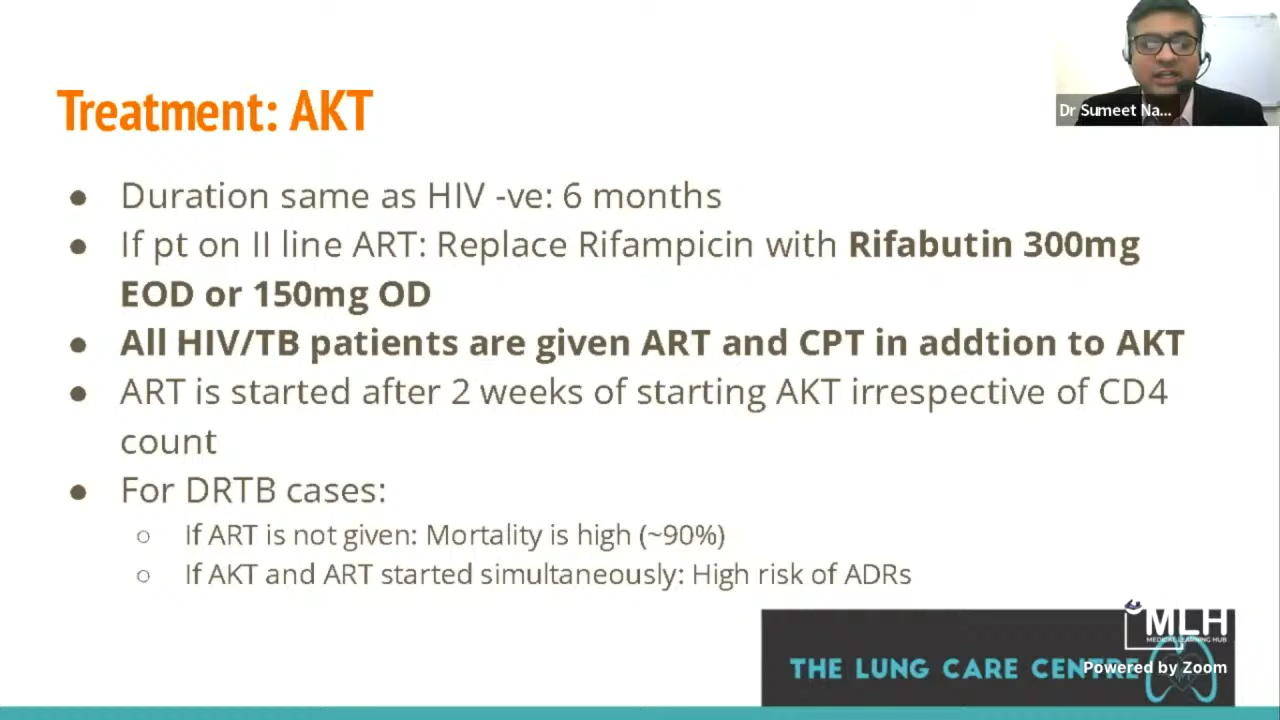 Treatment: AKT
Dr Sumeet Na...
● Duration same as HIV -ve: 6 months
● If pt on II line ART: Replace Rifampicin with Rifabutin 300mg
EOD or 150mg OD
● All HIV/TB patients are given ART and CPT in addtion to AKT
● ART is started after 2 weeks of starting AKT irrespective of CD4
count
● For DRTB cases:
○ If ART is not given: Mortality is high (~90%)
○ If AKT and ART started simultaneously: High risk of ADRs
MLH
MEDICAL LEARNING HUB
THE LUNG CARE CENTRE
Powered by Zoom